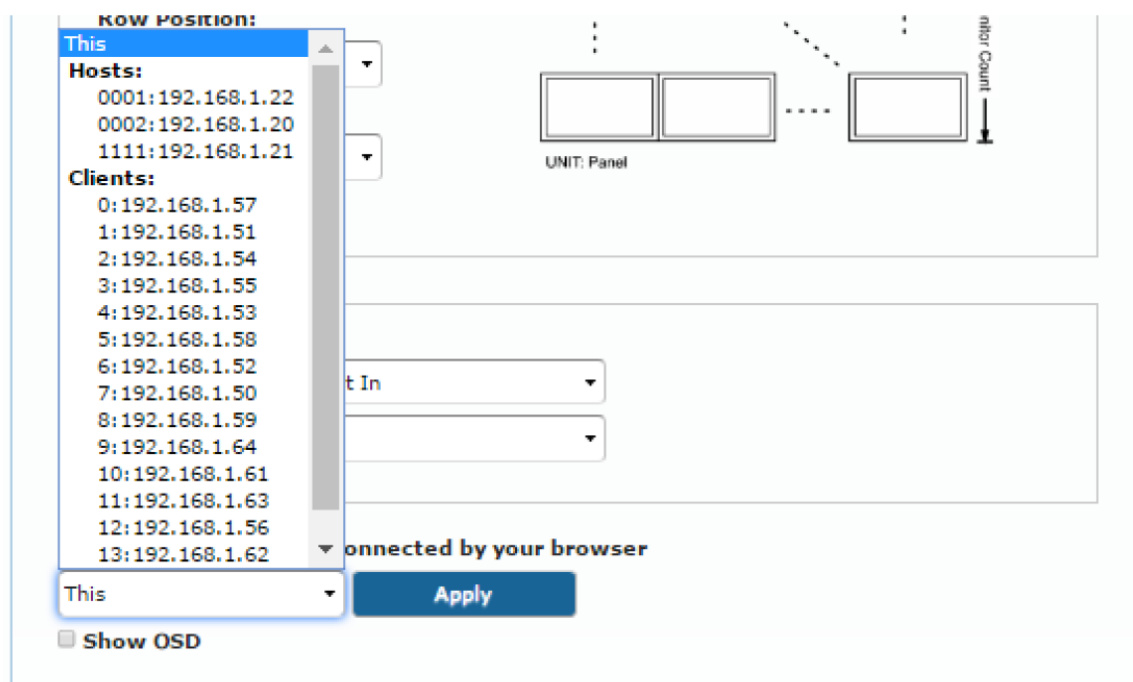 Row Position:
This
Hosts:
0001:192.168.1.22
0002:192.168.1.20
1111:192.168.1.21
Clients:
0:192.168.1.57
1:192.168.1.51
2:192.168.1.54
3:192.168.1.55
4:192.168.1.53
5:192.168.1.58
6:192.168.1.52
7:192.168.1.50
8:192.168.1.59
9:192.168.1.64
10:192.168.1.61
11:192.168.1.63
12:192.168.1.56
13:192.168.1.62
nitor Count
UNIT: Panel
t In
onnected by your browser
This
Apply
Show OSD